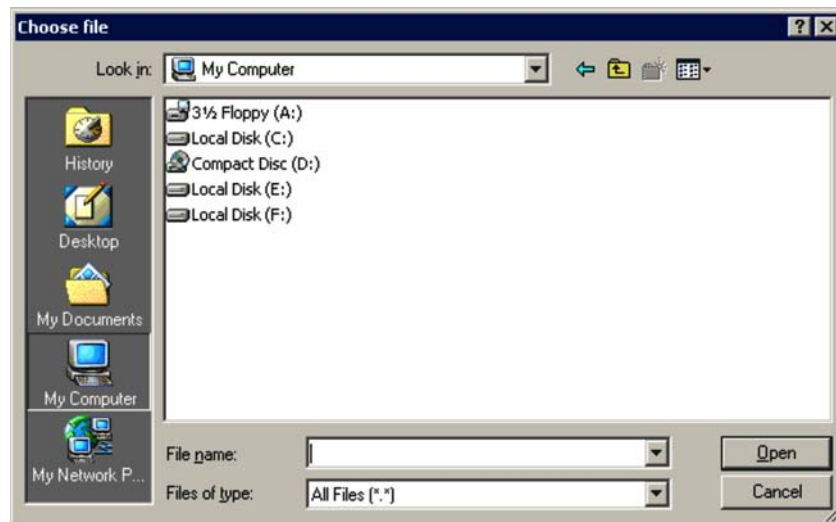 Choose file
Look in: My Computer
History
Desktop
My Documents
My Computer
My Network P...
3½ Floppy (A:)
Local Disk (C:)
Compact Disc (D:)
Local Disk (E:)
Local Disk (F:)
File name:
Open
Files of type: All Files (*.*)
Cancel